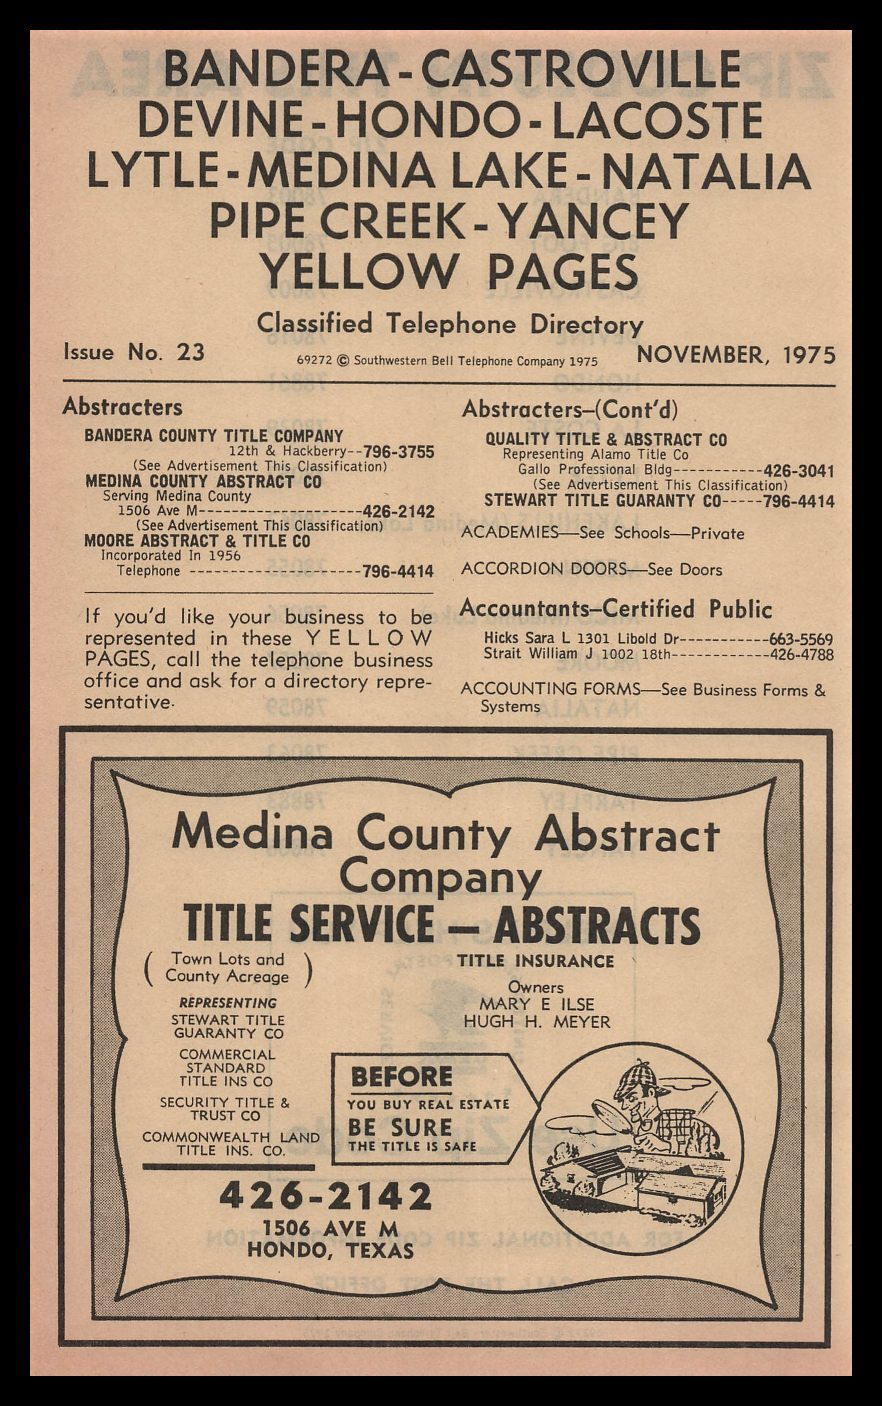 BANDERA - CASTROVILLE
DEVINE - HONDO - LACOSTE
LYTLE - MEDINA LAKE - NATALIA
PIPE CREEK - YANCEY
YELLOW PAGES
Classified Telephone Directory
Issue No. 23
69272 © Southwestern Bell Telephone Company 1975
NOVEMBER, 1975
Abstracters
BANDERA COUNTY TITLE COMPANY
12th & Hackberry--796-3755
(See Advertisement This Classification)
MEDINA COUNTY ABSTRACT CO
Serving Medina County
1506 Ave M------------------426-2142
(See Advertisement This Classification)
MOORE ABSTRACT & TITLE CO
Incorporated In 1956
Telephone -------------------796-4414
If you'd like your business to be
represented in these Y E L L O W
PAGES, call the telephone business
office and ask for a directory repre-
sentative.
Abstracters—(Cont'd)
QUALITY TITLE & ABSTRACT CO
Representing Alamo Title Co
Gallo Professional Bldg-----------426-3041
(See Advertisement This Classification)
STEWART TITLE GUARANTY CO-----796-4414
ACADEMIES—See Schools—Private
ACCORDION DOORS—See Doors
Accountants—Certified Public
Hicks Sara L 1301 Libold Dr-----------663-5569
Strait William J 1002 18th------------426-4788
ACCOUNTING FORMS—See Business Forms &
Systems
Medina County Abstract
Company
TITLE SERVICE — ABSTRACTS
( Town Lots and
County Acreage )
TITLE INSURANCE
Owners
MARY E ILSE
HUGH H. MEYER
REPRESENTING
STEWART TITLE
GUARANTY CO
COMMERCIAL
STANDARD
TITLE INS CO
SECURITY TITLE &
TRUST CO
COMMONWEALTH LAND
TITLE INS. CO.
BEFORE
YOU BUY REAL ESTATE
BE SURE
THE TITLE IS SAFE
426-2142
1506 AVE M
HONDO, TEXAS